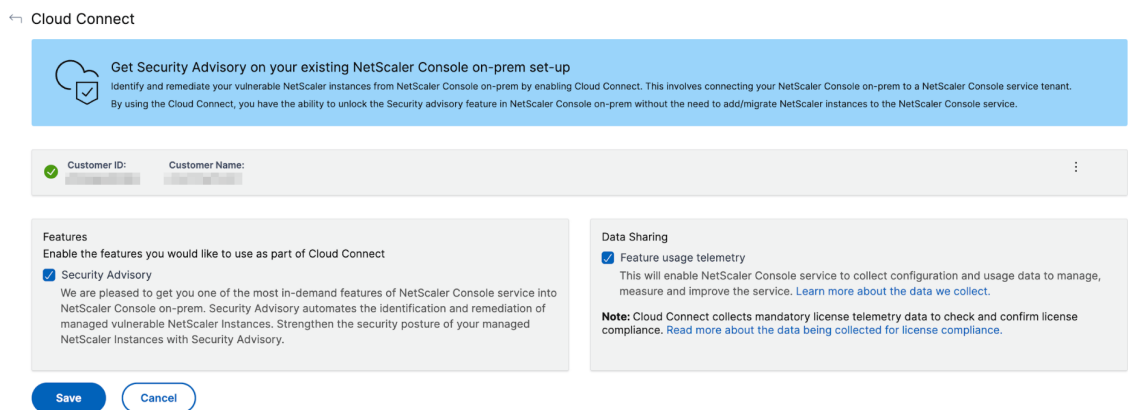 Cloud Connect
Get Security Advisory on your existing NetScaler Console on-prem set-up
Identify and remediate your vulnerable NetScaler instances from NetScaler Console on-prem by enabling Cloud Connect. This involves connecting your NetScaler Console on-prem to a NetScaler Console service tenant.
By using the Cloud Connect, you have the ability to unlock the Security advisory feature in NetScaler Console on-prem without the need to add/migrate NetScaler instances to the NetScaler Console service.
Customer ID:
Customer Name:
Features
Enable the features you would like to use as part of Cloud Connect
Security Advisory
We are pleased to get you one of the most in-demand features of NetScaler Console service into
NetScaler Console on-prem. Security Advisory automates the identification and remediation of
managed vulnerable NetScaler Instances. Strengthen the security posture of your managed
NetScaler Instances with Security Advisory.
Data Sharing
Feature usage telemetry
This will enable NetScaler Console service to collect configuration and usage data to manage,
measure and improve the service. Learn more about the data we collect.
Note: Cloud Connect collects mandatory license telemetry data to check and confirm license
compliance. Read more about the data being collected for license compliance.
Save
Cancel